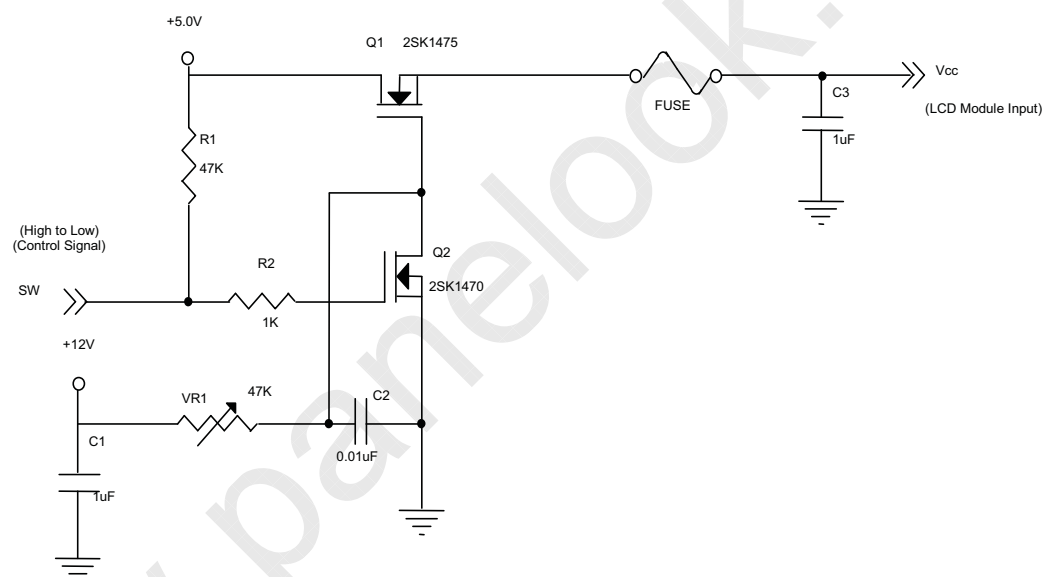 +5.0V
Q1 2SK1475
Vcc
C3
FUSE
(LCD Module Input)
R1
1uF
47K
(High to Low)
(Control Signal)
Q2
R2
SW
2SK1470
1K
+12V
47K
VR1
C2
C1
0.01uF
1uF
panelook.